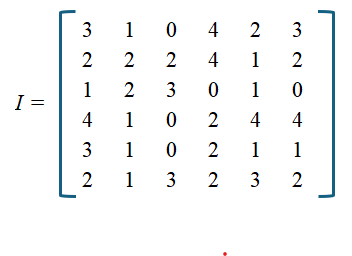 3 1 0 4 2 3
2 2 2 4 1 2
I = 1 2 3 0 1 0
4 1 0 2 4 4
3 1 0 2 1 1
2 1 3 2 3 2